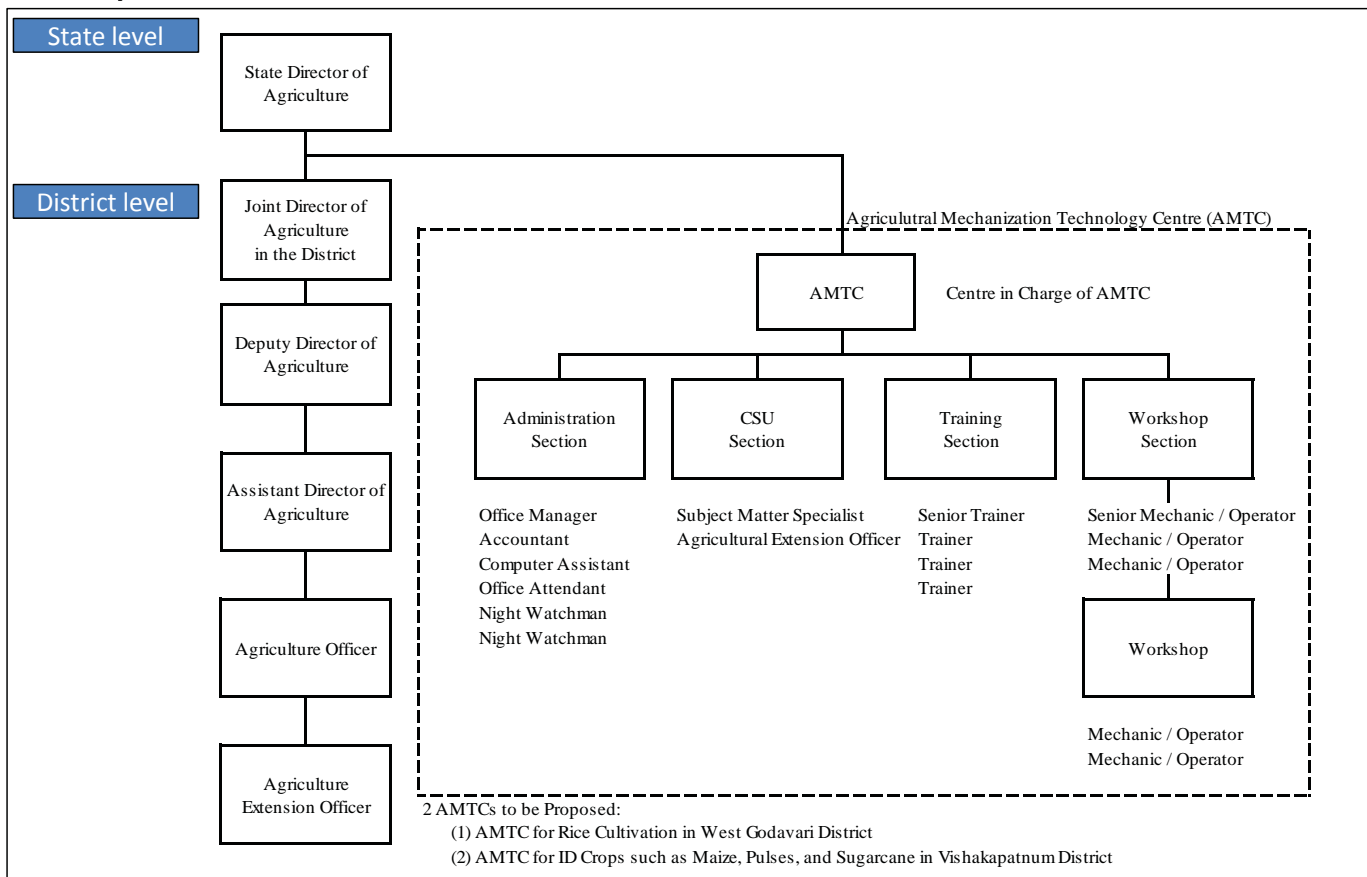 State level
State Director of
Agriculture
District level
Joint Director of
Agriculture
in the District
Deputy Director of
Agriculture
Assistant Director of
Agriculture
Agriculture Officer
Agriculture
Extension Officer
Agriculutral Mechanization Technology Centre (AMTC)
AMTC
Centre in Charge of AMTC
Administration
Section
Office Manager
Accountant
Computer Assistant
Office Attendant
Night Watchman
Night Watchman
CSU
Section
Subject Matter Specialist
Agricultural Extension Officer
Training
Section
Senior Trainer
Trainer
Trainer
Trainer
Workshop
Section
Senior Mechanic / Operator
Mechanic / Operator
Mechanic / Operator
Workshop
Mechanic / Operator
Mechanic / Operator
2 AMTCs to be Proposed:
(1) AMTC for Rice Cultivation in West Godavari District
(2) AMTC for ID Crops such as Maize, Pulses, and Sugarcane in Vishakapatnum District